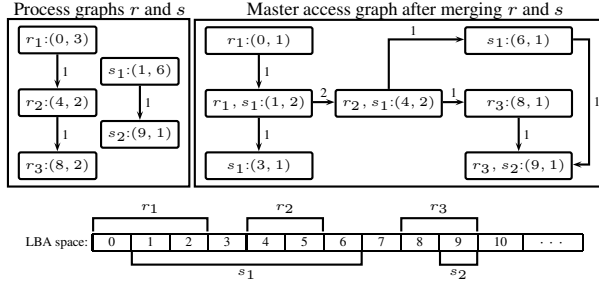 Process graphs r and s
Master access graph after merging r and s
r1:(0, 3)
1
r2:(4, 2)
1
r3:(8, 2)
s1:(1, 6)
1
s2:(9, 1)
r1:(0, 1)
1
r1, s1:(1, 2)
2
r2, s1:(4, 2)
1
s1:(6, 1)
1
r3:(8, 1)
1
s1:(3, 1)
1
r3, s2:(9, 1)
1
r1
r2
r3
LBA space: 0 1 2 3 4 5 6 7 8 9 10 · · ·
s1
s2